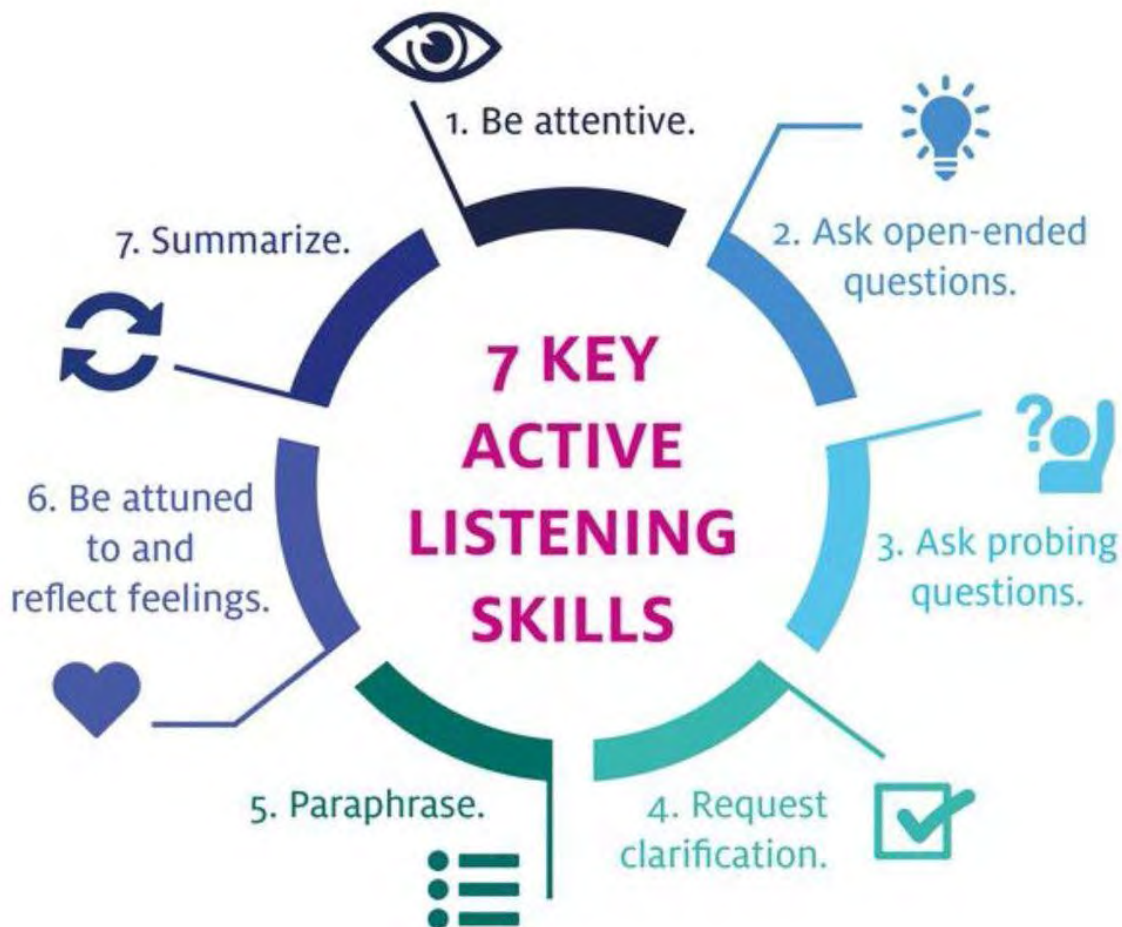 7 KEY
ACTIVE
LISTENING
SKILLS
1. Be attentive.
2. Ask open-ended
questions.
3. Ask probing
questions.
4. Request
clarification.
5. Paraphrase.
6. Be attuned
to and
reflect feelings.
7. Summarize.
?